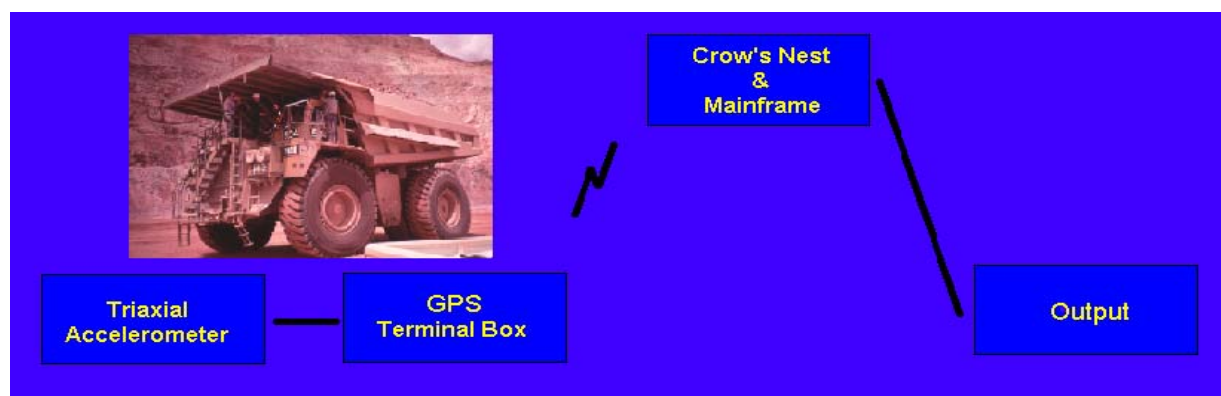 Crow's Nest
&
Mainframe
Triaxial
Accelerometer
GPS
Terminal Box
Output